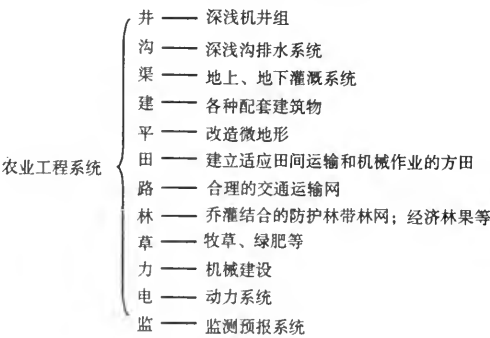 井 —— 深浅机井组
沟 —— 深浅沟排水系统
渠 —— 地上、地下灌溉系统
建 —— 各种配套建筑物
平 —— 改造微地形
农业工程系统
田 —— 建立适应田间运输和机械作业的方田
路 —— 合理的交通运输网
林 —— 乔灌结合的防护林带林网；经济林果等
草 —— 牧草、绿肥等
力 —— 机械建设
电 —— 动力系统
监 —— 监测预报系统